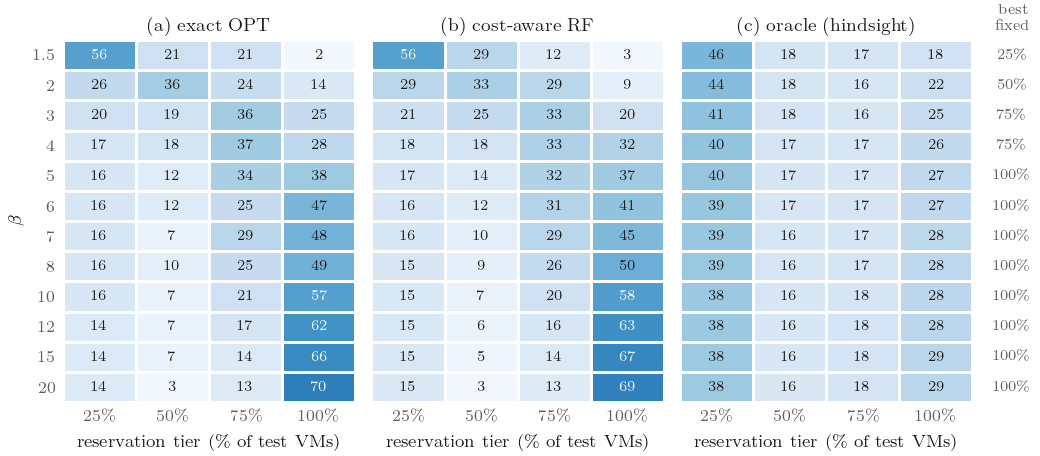 best
(a) exact OPT (b) cost-aware RF (c) oracle (hindsight) fixed
1.5 56 21 21 2 56 29 12 3 46 18 17 18 25%
2 26 36 24 14 29 33 29 9 44 18 16 22 50%
3 20 19 36 25 21 25 33 20 41 18 16 25 75%
4 17 18 37 28 18 18 33 32 40 17 17 26 75%
5 16 12 34 38 17 14 32 37 40 17 17 27 100%
6 16 12 25 47 16 12 31 41 39 17 17 27 100%
β
7 16 7 29 48 16 10 29 45 39 16 17 28 100%
8 16 10 25 49 15 9 26 50 39 16 17 28 100%
10 16 7 21 57 15 7 20 58 38 16 18 28 100%
12 14 7 17 62 15 6 16 63 38 16 18 28 100%
15 14 7 14 66 15 5 14 67 38 16 18 29 100%
20 14 3 13 70 15 3 13 69 38 16 18 29 100%
25% 50% 75% 100% 25% 50% 75% 100% 25% 50% 75% 100%
reservation tier (% of test VMs) reservation tier (% of test VMs) reservation tier (% of test VMs)